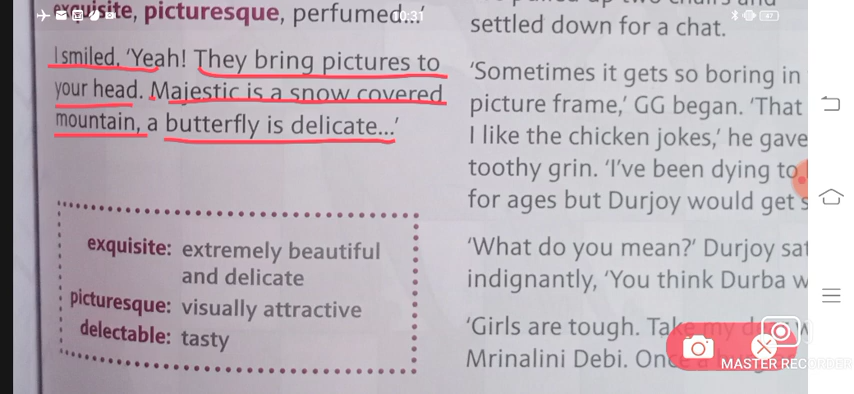 exquisite, picturesque, perfumed...'
10:31
47
I smiled, 'Yeah! They bring pictures to
your head. Majestic is a snow covered
mountain, a butterfly is delicate...'
exquisite: extremely beautiful
and delicate
picturesque: visually attractive
delectable: tasty
settled down for a chat.
'Sometimes it gets so boring in
picture frame,' GG began. 'That
I like the chicken jokes,' he gave
toothy grin. 'I've been dying to
for ages but Durjoy would get s
'What do you mean?' Durjoy sat
indignantly, 'You think Durba w
'Girls are tough. Take my
Mrinalini Debi. Once
MASTER RECORDER